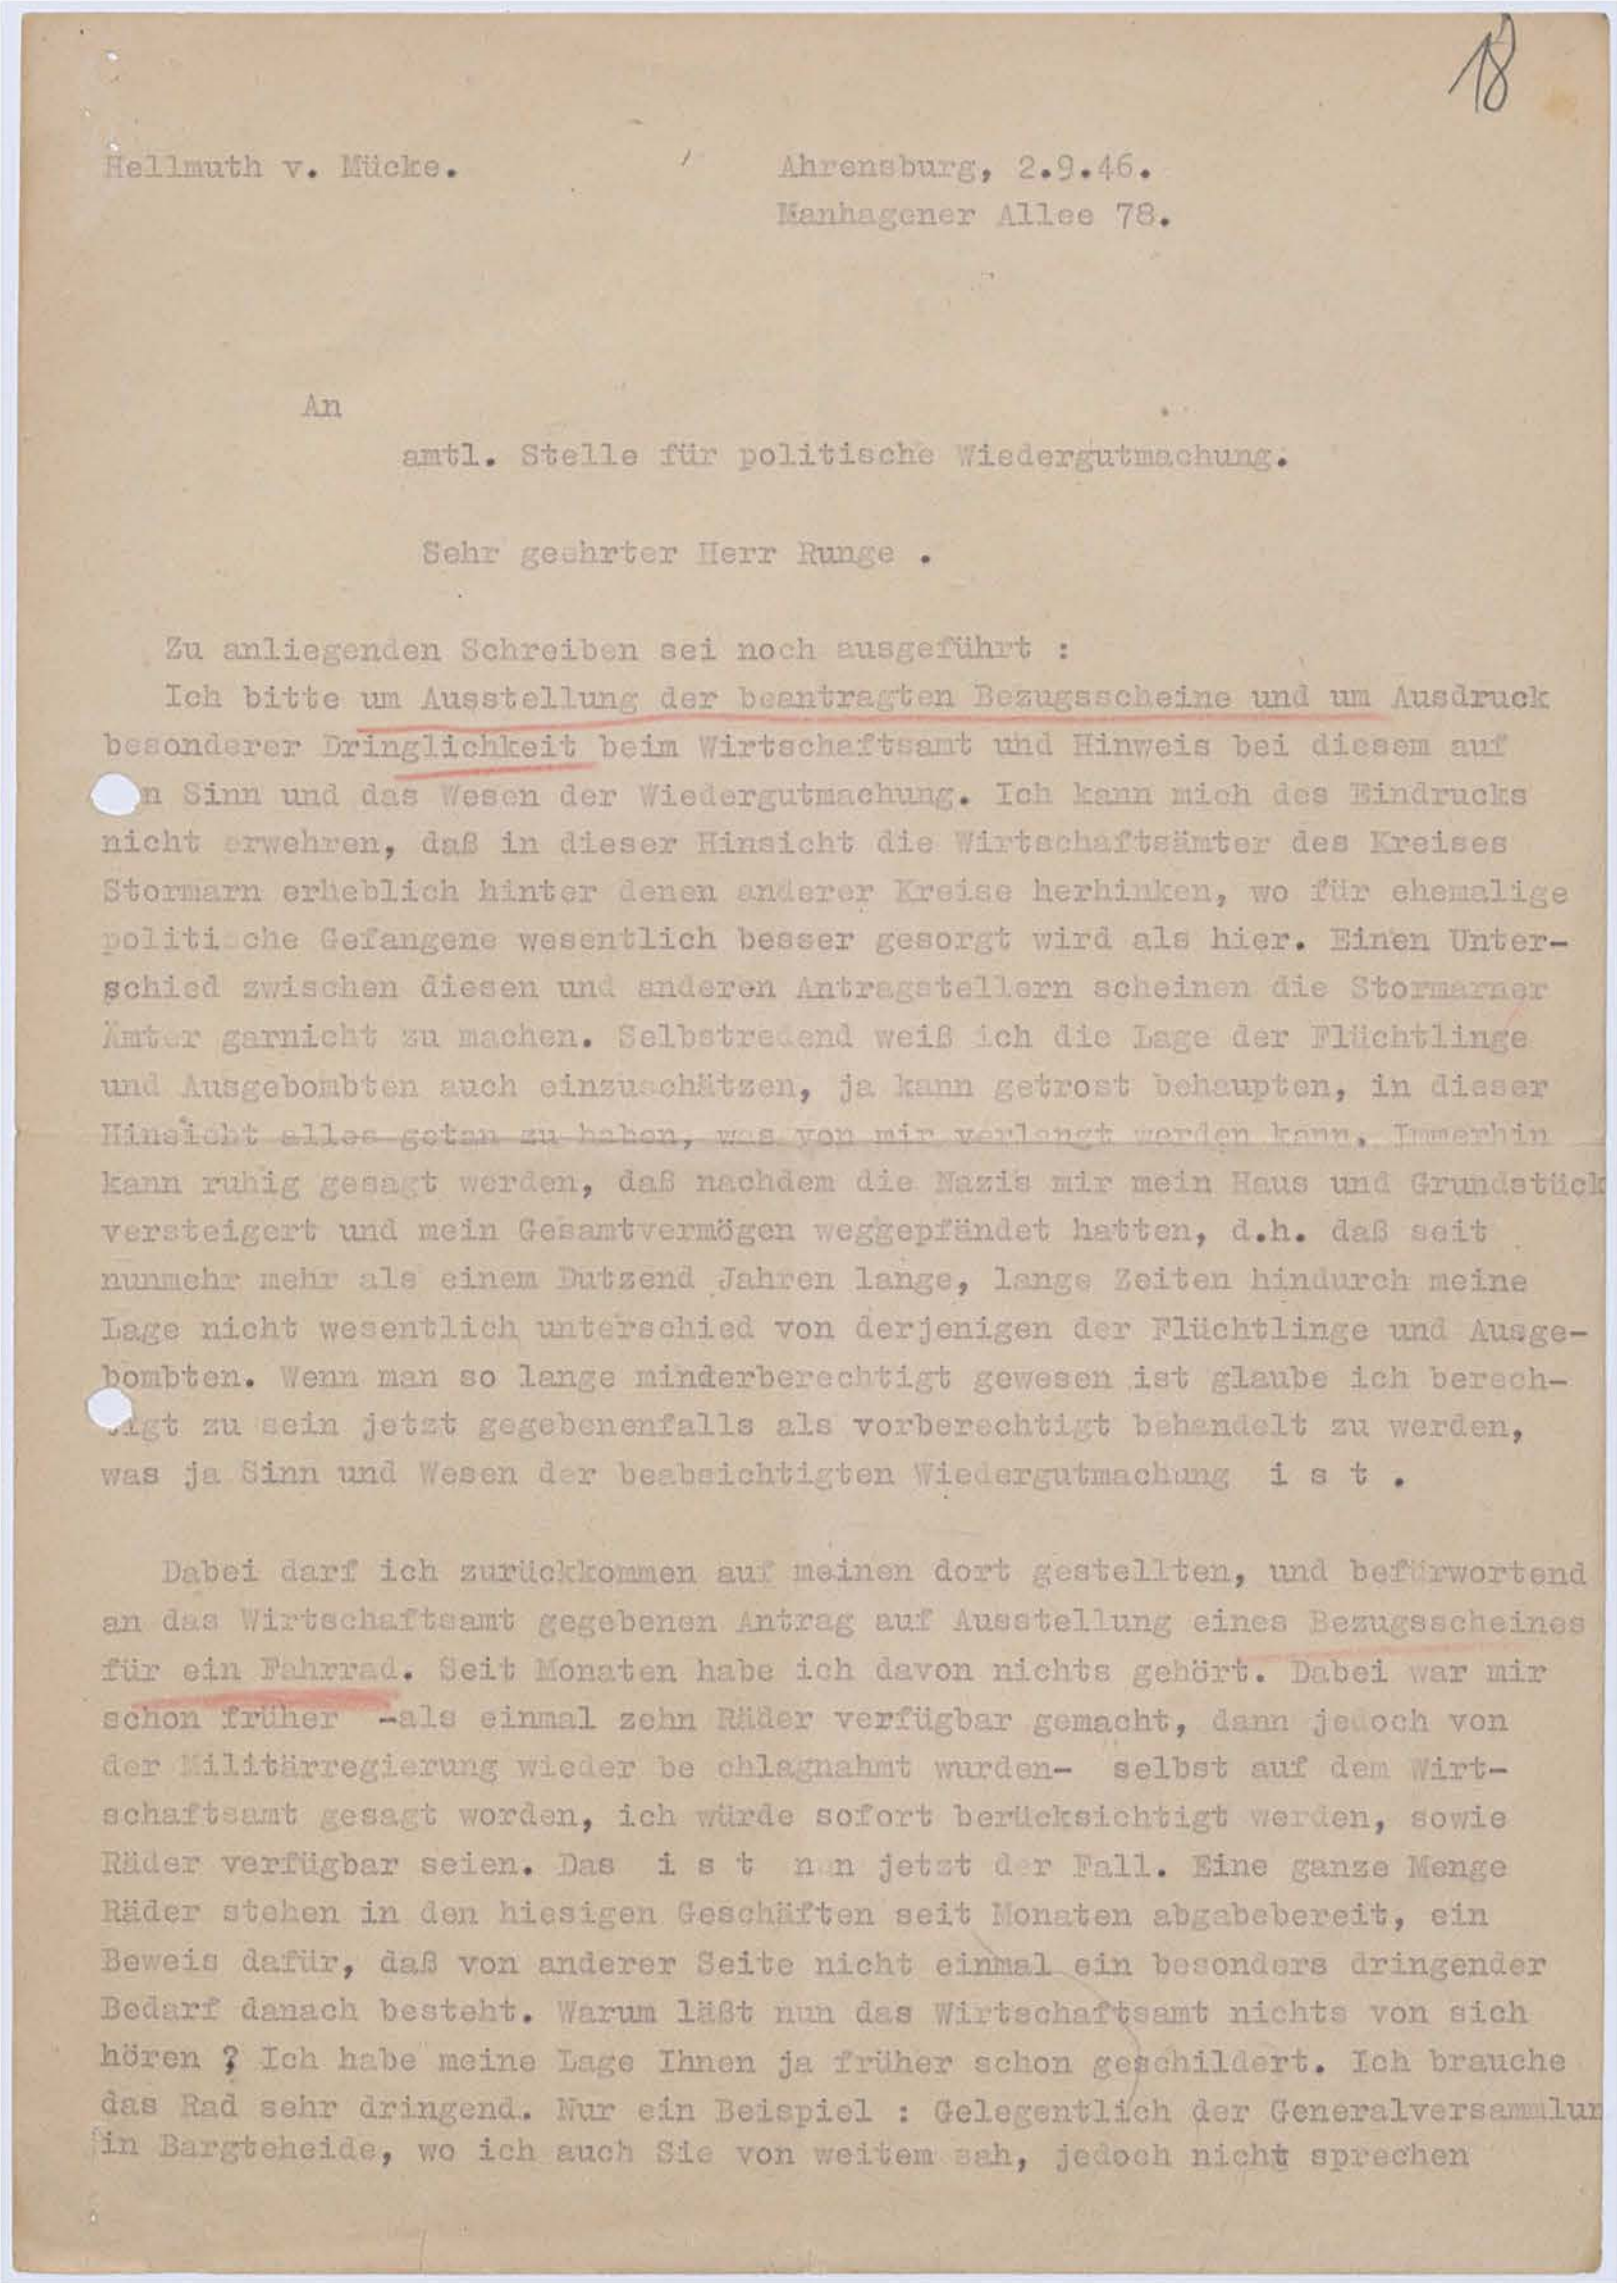 18
Hellmuth v. Mücke.
Ahrensburg, 2.9.46.
Manhagener Allee 78.
An
amtl. Stelle für politische Wiedergutmachung.
Sehr geehrter Herr Runge .
Zu anliegenden Schreiben sei noch ausgeführt :
Ich bitte um Ausstellung der beantragten Bezugsscheine und um Ausdruck
besonderer Dringlichkeit beim Wirtschaftsamt und Hinweis bei diesem auf
n Sinn und das Wesen der Wiedergutmachung. Ich kann mich des Eindrucks
nicht erwehren, daß in dieser Hinsicht die Wirtschaftsämter des Kreises
Stormarn erheblich hinter denen anderer Kreise herhinken, wo für ehemalige
politische Gefangene wesentlich besser gesorgt wird als hier. Einen Unter-
schied zwischen diesen und anderen Antragstellern scheinen die Stormarner
Ämter garnicht zu machen. Selbstredend weiß ich die Lage der Flüchtlinge
und Ausgebombten auch einzuschätzen, ja kann getrost behaupten, in dieser
Hinsicht alles getan zu haben, was von mir verlangt werden kann. Immerhin
kann ruhig gesagt werden, daß nachdem die Nazis mir mein Haus und Grundstück
versteigert und mein Gesamtvermögen weggepfändet hatten, d.h. daß seit
nunmehr mehr als einem Dutzend Jahren lange, lange Zeiten hindurch meine
Lage nicht wesentlich unterschied von derjenigen der Flüchtlinge und Ausge-
bombten. Wenn man so lange minderberechtigt gewesen ist glaube ich berech-
tigt zu sein jetzt gegebenenfalls als vorberechtigt behandelt zu werden,
was ja Sinn und Wesen der beabsichtigten Wiedergutmachung i s t .
Dabei darf ich zurückkommen auf meinen dort gestellten, und befürwortend
an das Wirtschaftsamt gegebenen Antrag auf Ausstellung eines Bezugsscheines
für ein Fahrrad. Seit Monaten habe ich davon nichts gehört. Dabei war mir
schon früher -als einmal zehn Räder verfügbar gemacht, dann jedoch von
der Militärregierung wieder beschlagnahmt wurden- selbst auf dem Wirt-
schaftsamt gesagt worden, ich würde sofort berücksichtigt werden, sowie
Räder verfügbar seien. Das i s t nun jetzt der Fall. Eine ganze Menge
Räder stehen in den hiesigen Geschäften seit Monaten abgabebereit, ein
Beweis dafür, daß von anderer Seite nicht einmal ein besonders dringender
Bedarf danach besteht. Warum läßt nun das Wirtschaftsamt nichts von sich
hören ? Ich habe meine Lage Ihnen ja früher schon geschildert. Ich brauche
das Rad sehr dringend. Nur ein Beispiel : Gelegentlich der Generalversammlun
in Bargteheide, wo ich auch Sie von weitem sah, jedoch nicht sprechen